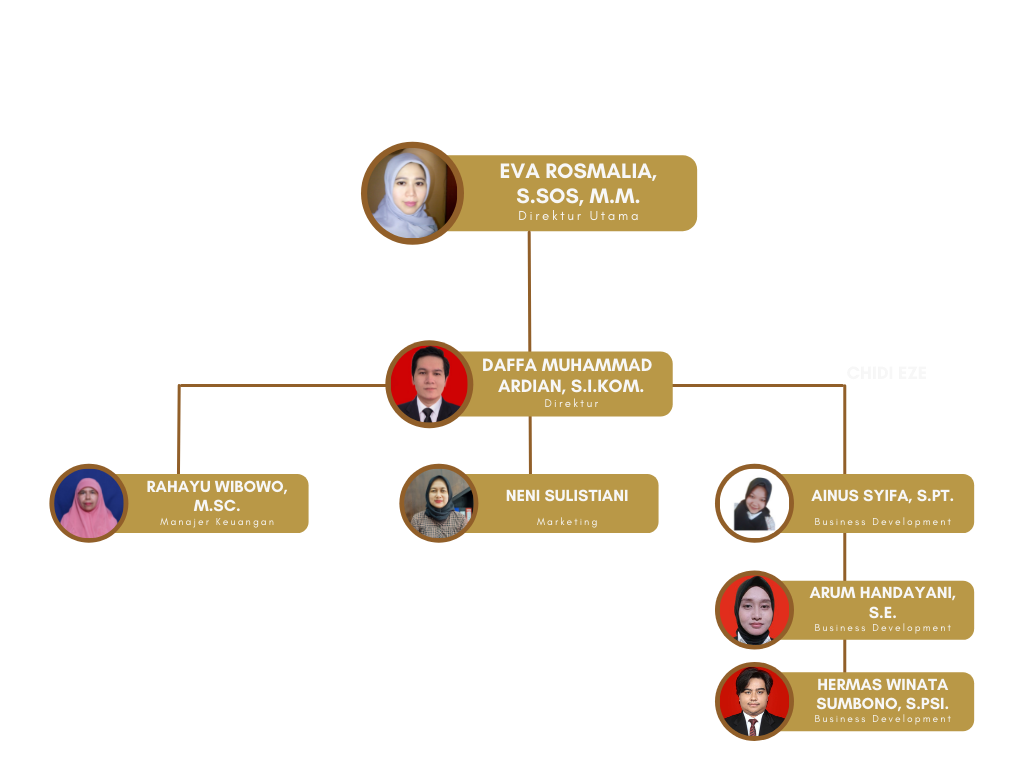 EVA ROSMALIA,
S.SOS, M.M.
Direktur Utama
DAFFA MUHAMMAD
ARDIAN, S.I.KOM.
Direktur
CHIDI EZE
RAHAYU WIBOWO,
M.SC.
Manajer Keuangan
NENI SULISTIANI
Marketing
AINUS SYIFA, S.PT.
Business Development
ARUM HANDAYANI,
S.E.
Business Development
HERMAS WINATA
SUMBONO, S.PSI.
Business Development